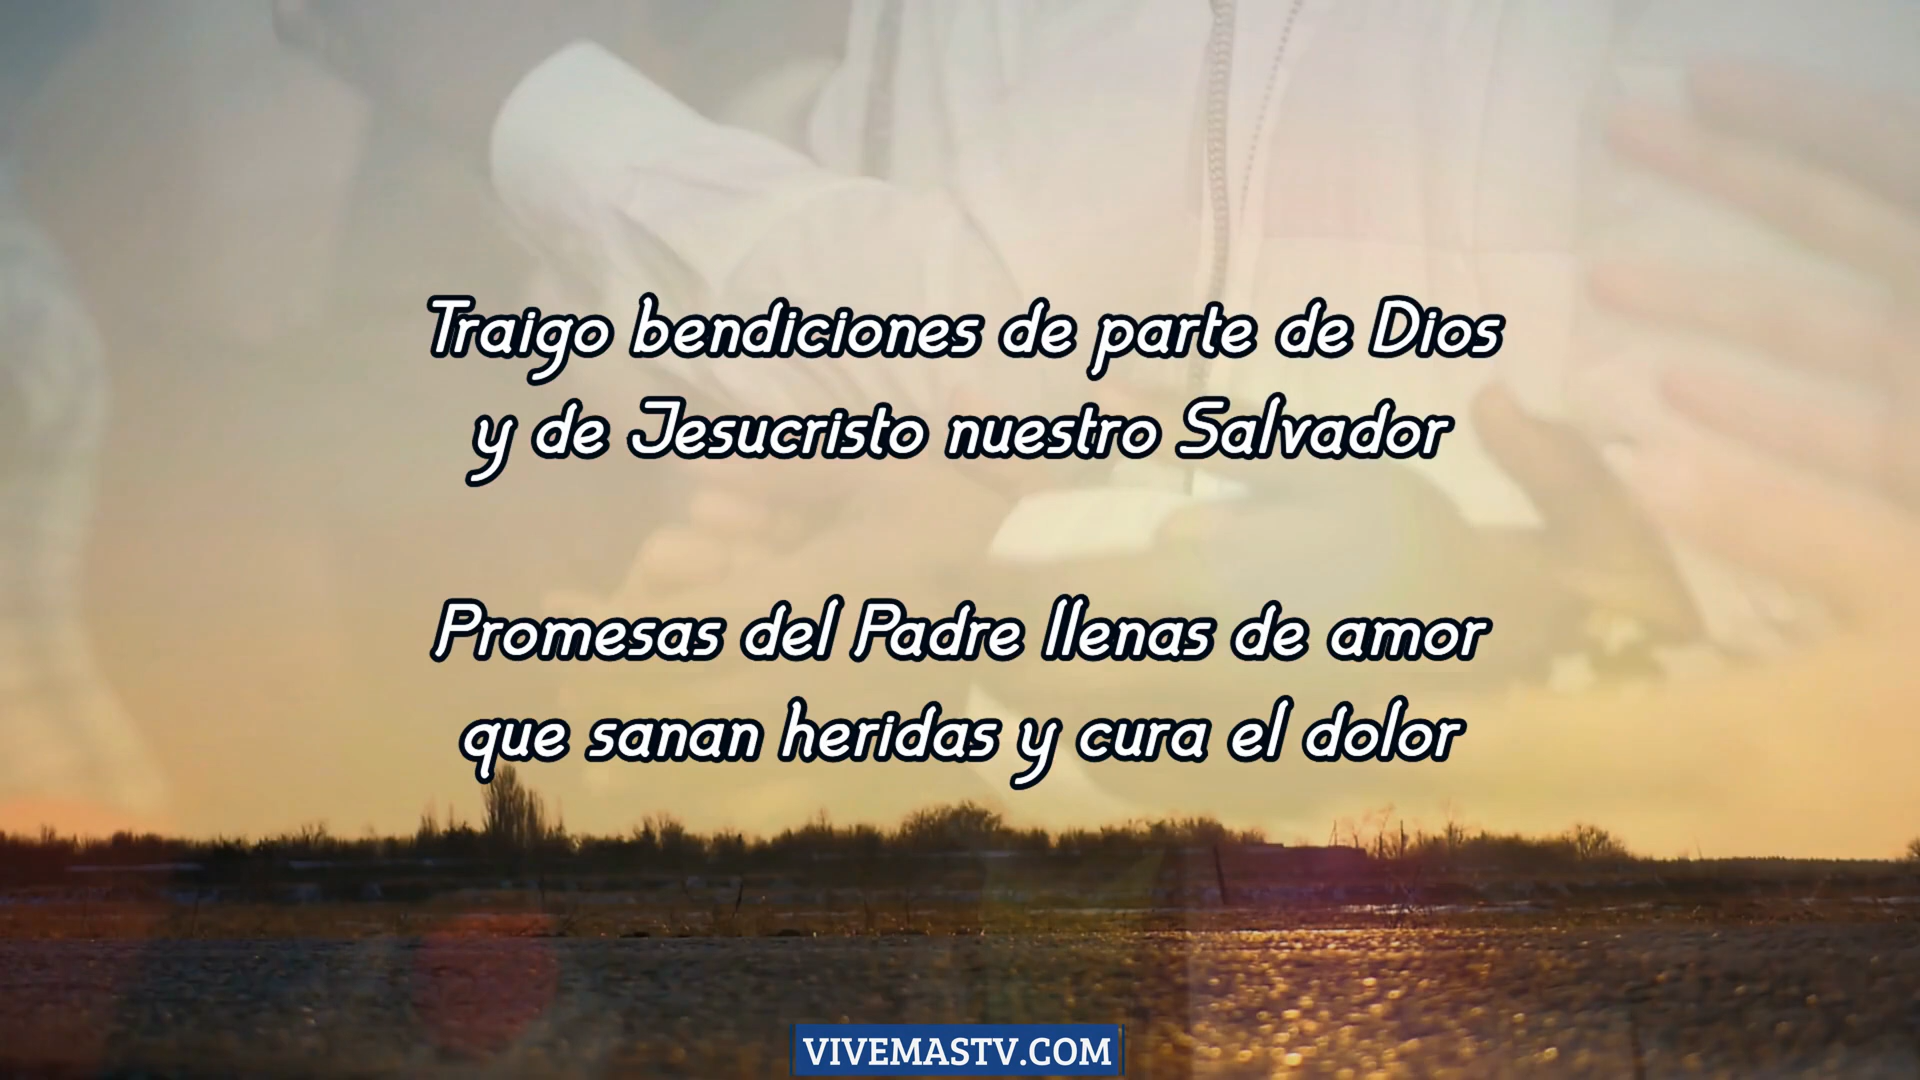 Traigo bendiciones de parte de Dios
y de Jesucristo nuestro Salvador
Promesas del Padre llenas de amor
que sanan heridas y cura el dolor
VIVEMASTV.COM